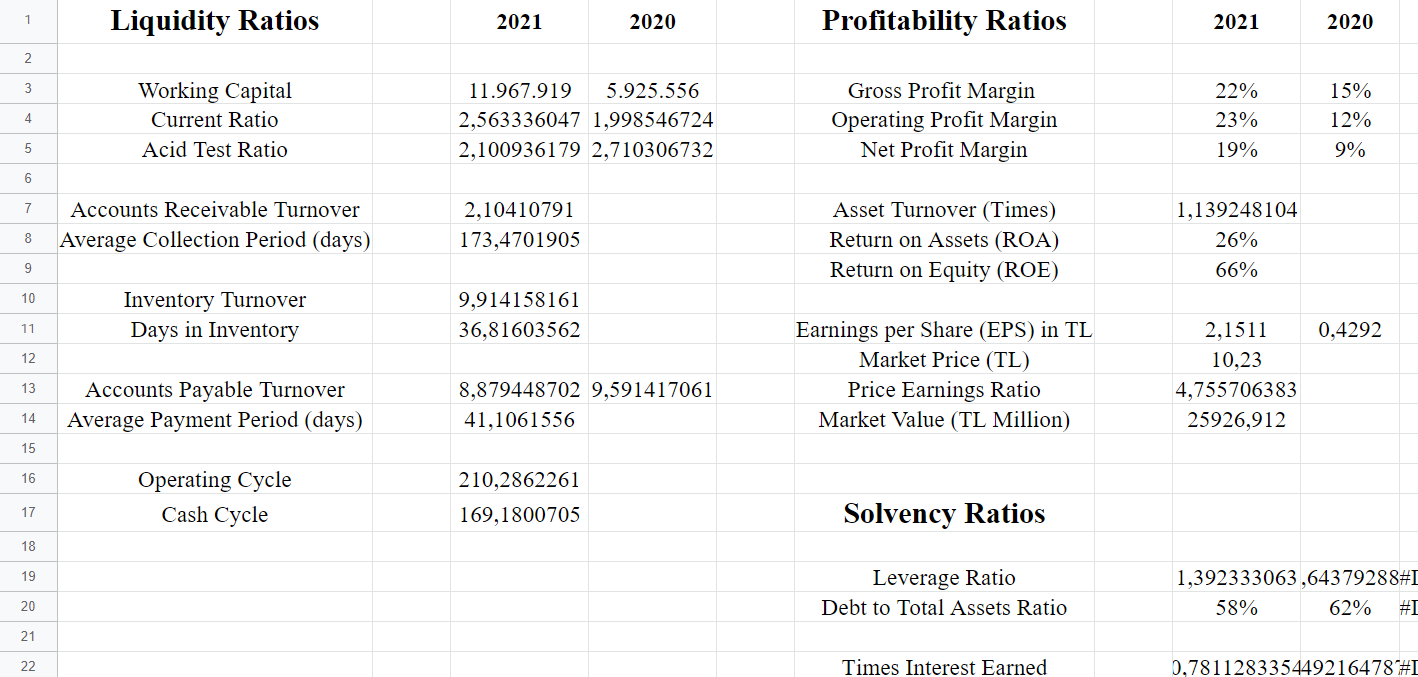 1 Liquidity Ratios 2021 2020 Profitability Ratios 2021 2020
2
3 Working Capital 11.967.919 5.925.556 Gross Profit Margin 22% 15%
4 Current Ratio 2,563336047 1,998546724 Operating Profit Margin 23% 12%
5 Acid Test Ratio 2,100936179 2,710306732 Net Profit Margin 19% 9%
6
7 Accounts Receivable Turnover 2,10410791 Asset Turnover (Times) 1,139248104
8 Average Collection Period (days) 173,4701905 Return on Assets (ROA) 26%
9 Return on Equity (ROE) 66%
10 Inventory Turnover 9,914158161
11 Days in Inventory 36,81603562 Earnings per Share (EPS) in TL 2,1511 0,4292
12 Market Price (TL) 10,23
13 Accounts Payable Turnover 8,879448702 9,591417061 Price Earnings Ratio 4,755706383
14 Average Payment Period (days) 41,1061556 Market Value (TL Million) 25926,912
15
16 Operating Cycle 210,2862261
17 Cash Cycle 169,1800705 Solvency Ratios
18
19 Leverage Ratio 1,392333063 ,64379288
20 Debt to Total Assets Ratio 58% 62%
21
22 Times Interest Earned